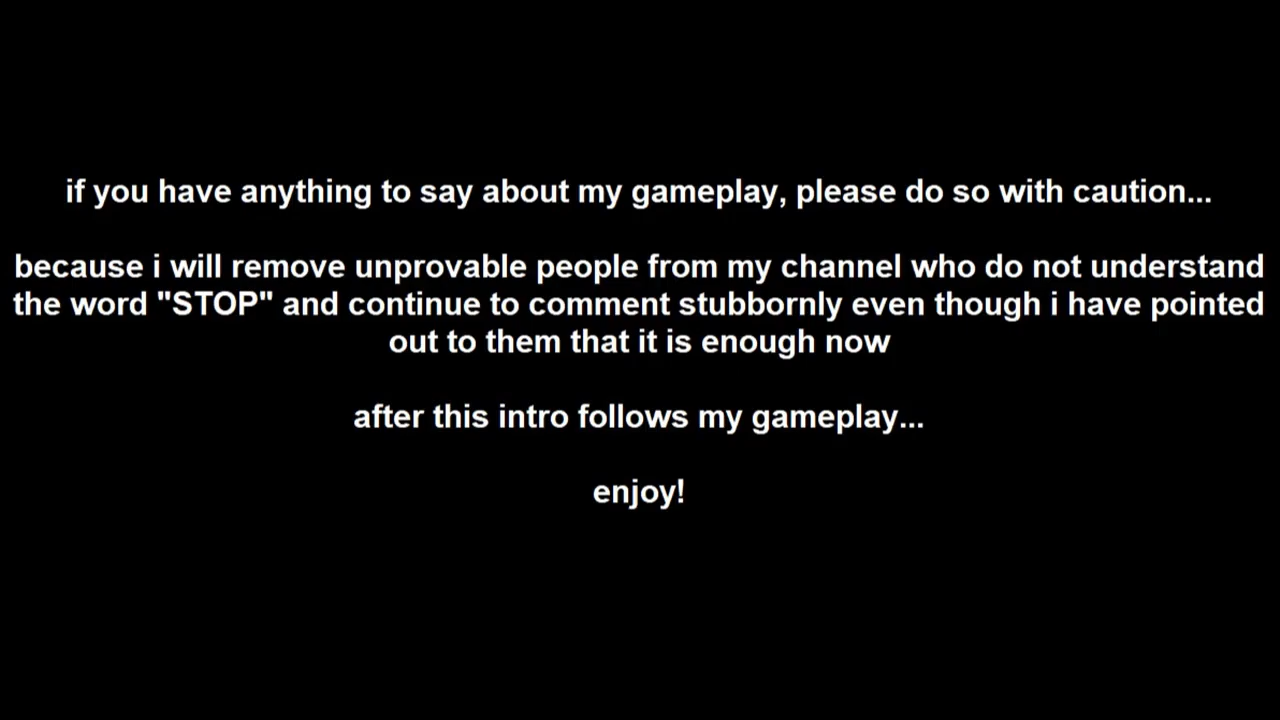 if you have anything to say about my gameplay, please do so with caution...
because i will remove unprovable people from my channel who do not understand
the word "STOP" and continue to comment stubbornly even though i have pointed
out to them that it is enough now
after this intro follows my gameplay...
enjoy!